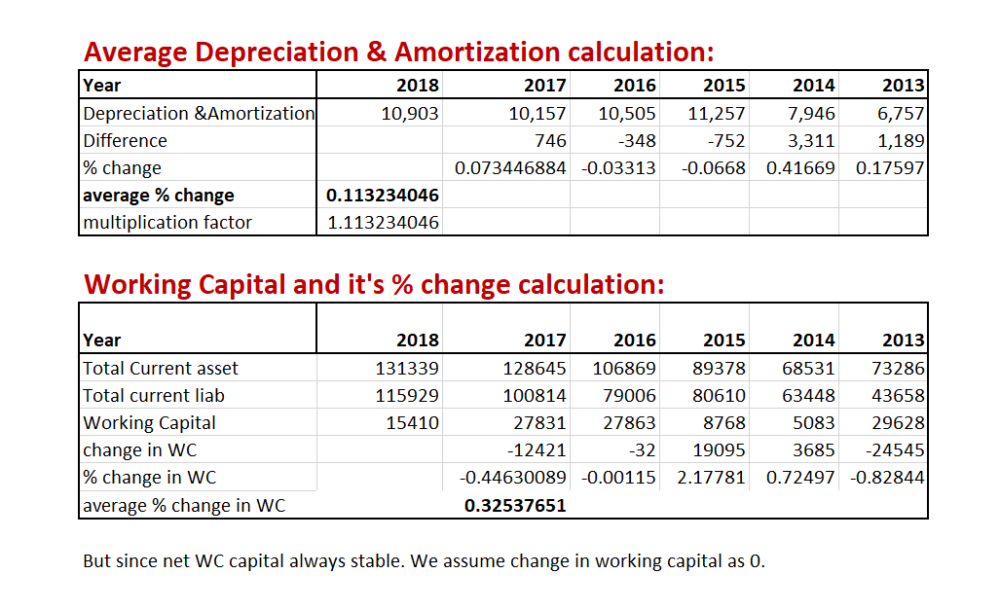 Average Depreciation & Amortization calculation:
Year 2018 2017 2016 2015 2014 2013
Depreciation &Amortization 10,903 10,157 10,505 11,257 7,946 6,757
Difference 746 -348 -752 3,311 1,189
% change 0.073446884 -0.03313 -0.0668 0.41669 0.17597
average % change 0.113234046
multiplication factor 1.113234046
Working Capital and it's % change calculation:
Year 2018 2017 2016 2015 2014 2013
Total Current asset 131339 128645 106869 89378 68531 73286
Total current liab 115929 100814 79006 80610 63448 43658
Working Capital 15410 27831 27863 8768 5083 29628
change in WC -12421 -32 19095 3685 -24545
% change in WC -0.44630089 -0.00115 2.17781 0.72497 -0.82844
average % change in WC 0.32537651
But since net WC capital always stable. We assume change in working capital as 0.